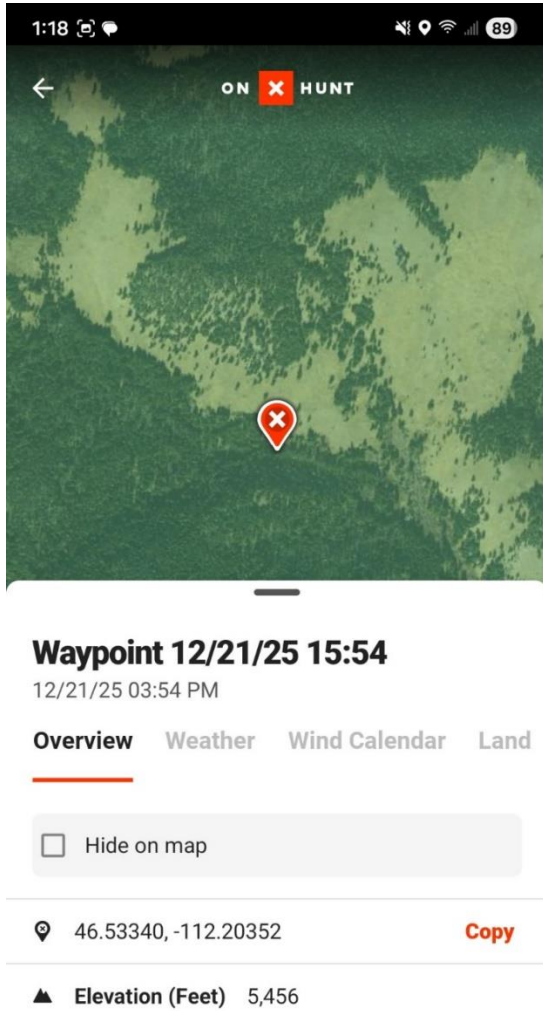 1:18
89
ON X HUNT
Waypoint 12/21/25 15:54
12/21/25 03:54 PM
Overview Weather Wind Calendar Land
Hide on map
46.53340, -112.20352 Copy
Elevation (Feet) 5,456